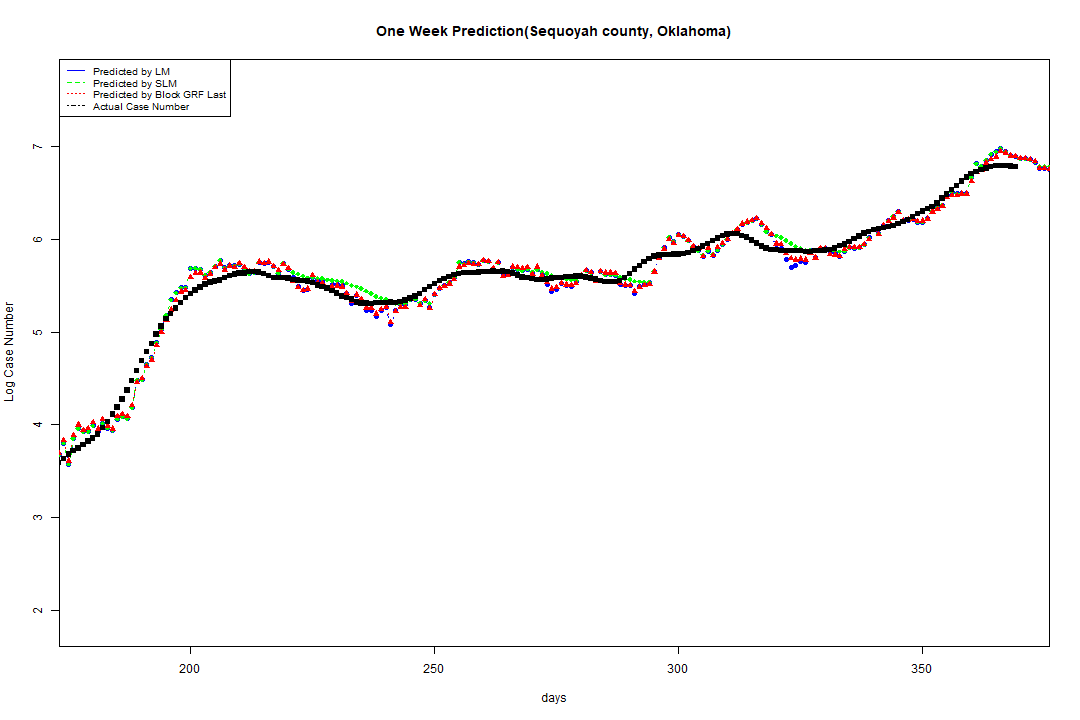 One Week Prediction(Sequoyah county, Oklahoma)
Predicted by LM
Predicted by SLM
Predicted by Block GRF Last
Actual Case Number
7
6
5
4
3
2
Log Case Number
200
250
300
350
days